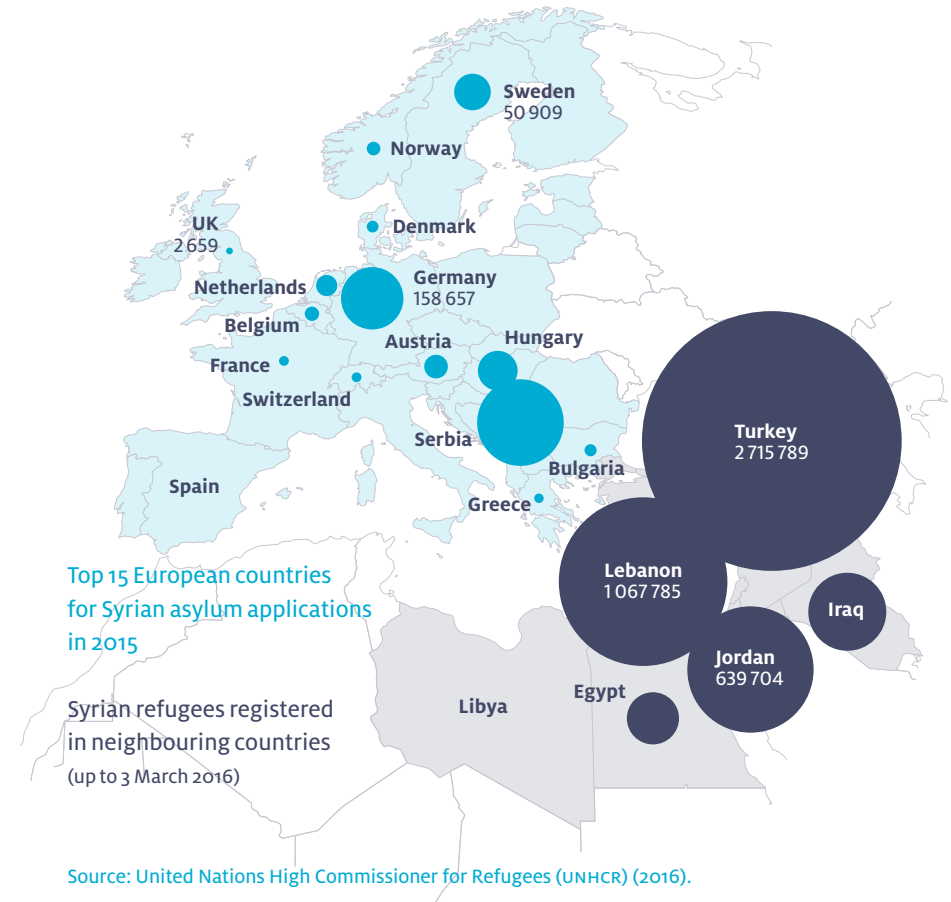 Sweden
50 909
Norway
UK
2 659
Denmark
Netherlands
Germany
158 657
Belgium
Austria
Hungary
France
Switzerland
Serbia
Bulgaria
Spain
Greece
Turkey
2 715 789
Lebanon
1 067 785
Iraq
Jordan
639 704
Egypt
Libya
Top 15 European countries
for Syrian asylum applications
in 2015
Syrian refugees registered
in neighbouring countries
(up to 3 March 2016)
Source: United Nations High Commissioner for Refugees (UNHCR) (2016).